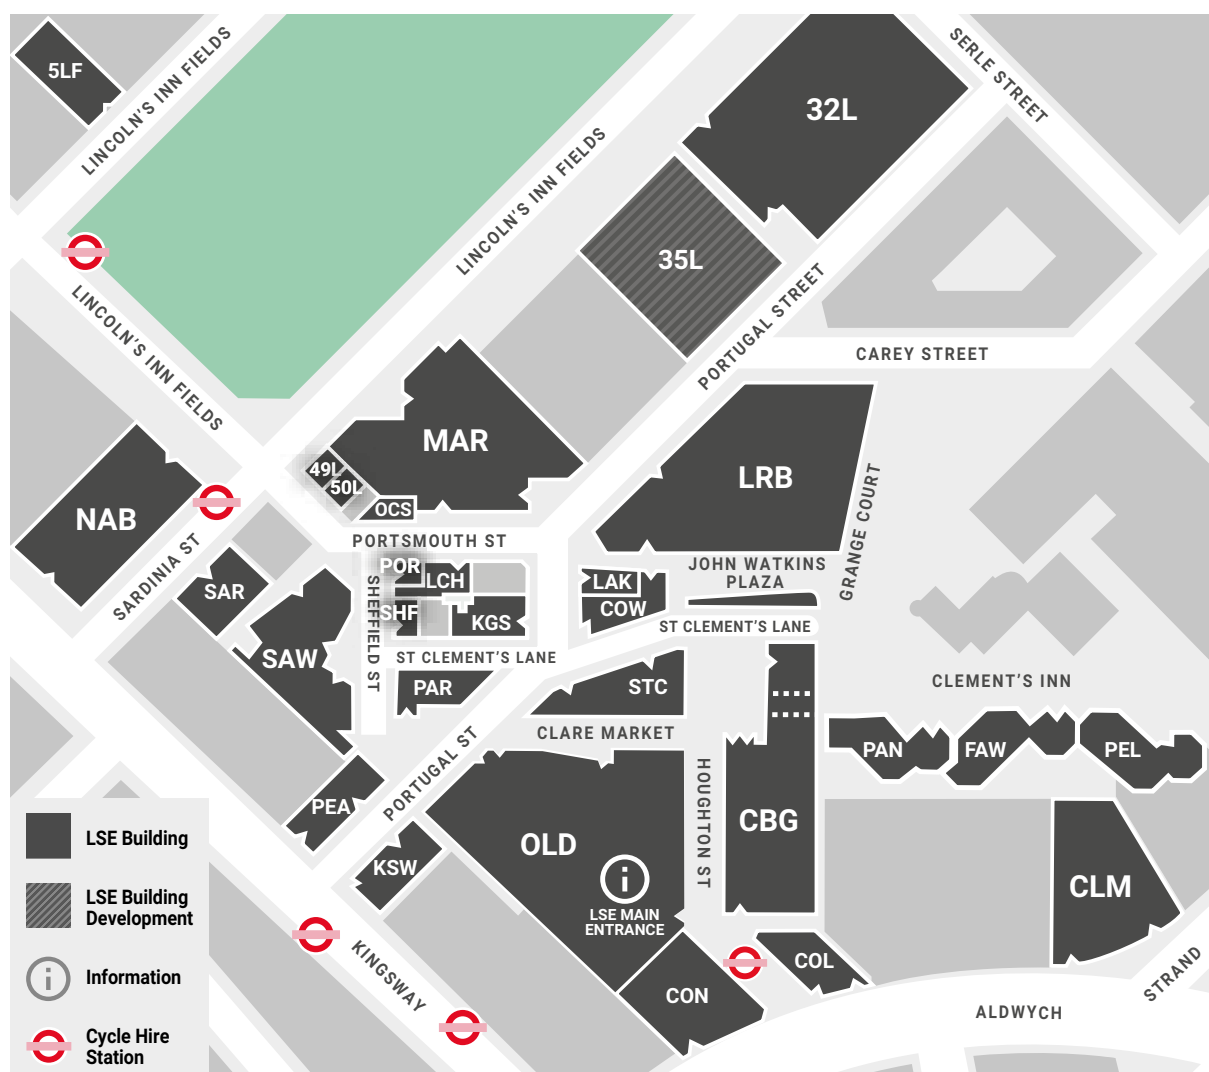 5LF
LINCOLN'S INN FIELDS
SERLE STREET
32L
LINCOLN'S INN FIELDS
35L
LINCOLN'S INN FIELDS
PORTUGAL STREET
CAREY STREET
MAR
49L
50L
OCS
LRB
NAB
GRANGE COURT
PORTSMOUTH ST
SARDINIA ST
JOHN WATKINS
PLAZA
POR
LCH
LAK
SAR
SHEFFIELD ST
SHF
KGS
COW
ST CLEMENT'S LANE
SAW
ST CLEMENT'S LANE
PAR
STC
CLEMENT'S INN
CLARE MARKET
PAN
FAW
PEL
PORTUGAL ST
HOUGHTON ST
PEA
CBG
OLD
KSW
CLM
LSE MAIN
ENTRANCE
COL
CON
KINGSWAY
STRAND
ALDWYCH
LSE Building
LSE Building
Development
Information
Cycle Hire
Station